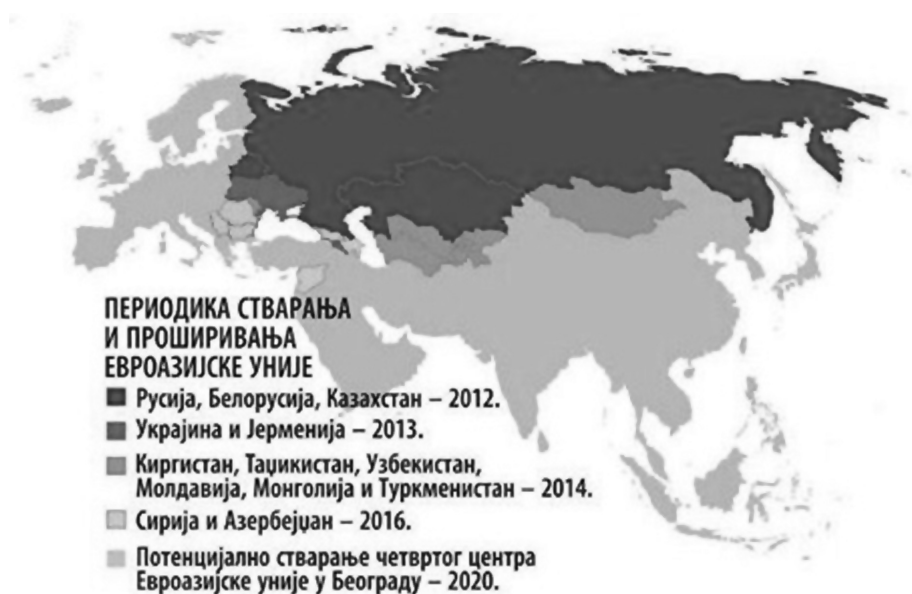 ПЕРИОДИКА СТВАРАЊА
И ПРОШИРИВАЊА
ЕВРОАЗИЈСКЕ УНИЈЕ
Русија, Белорусија, Казахстан – 2012.
Украјина и Јерменија – 2013.
Киргистан, Таџикистан, Узбекистан,
Молдавија, Монголија и Туркменистан – 2014.
Сирија и Азербејџан – 2016.
Потенцијално стварање четвртог центра
Евроазијске уније у Београду – 2020.